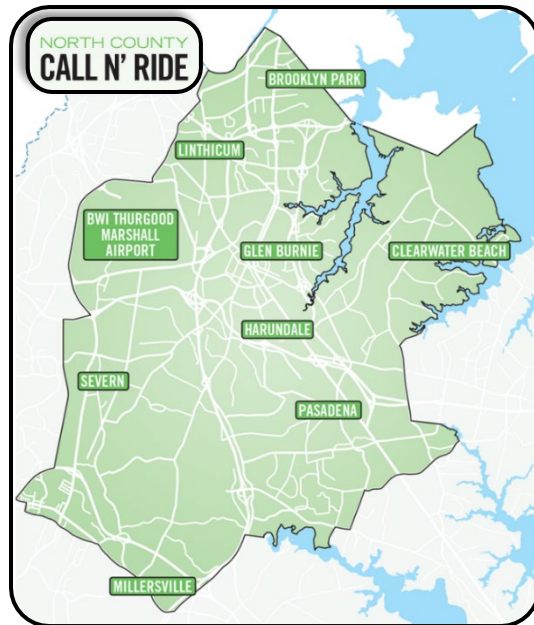 NORTH COUNTY
CALL N' RIDE
BROOKLYN PARK
LINTHICUM
BWI THURGOOD
MARSHALL
AIRPORT
GLEN BURNIE
CLEARWATER BEACH
HARUNDALE
SEVERN
PASADENA
MILLERSVILLE